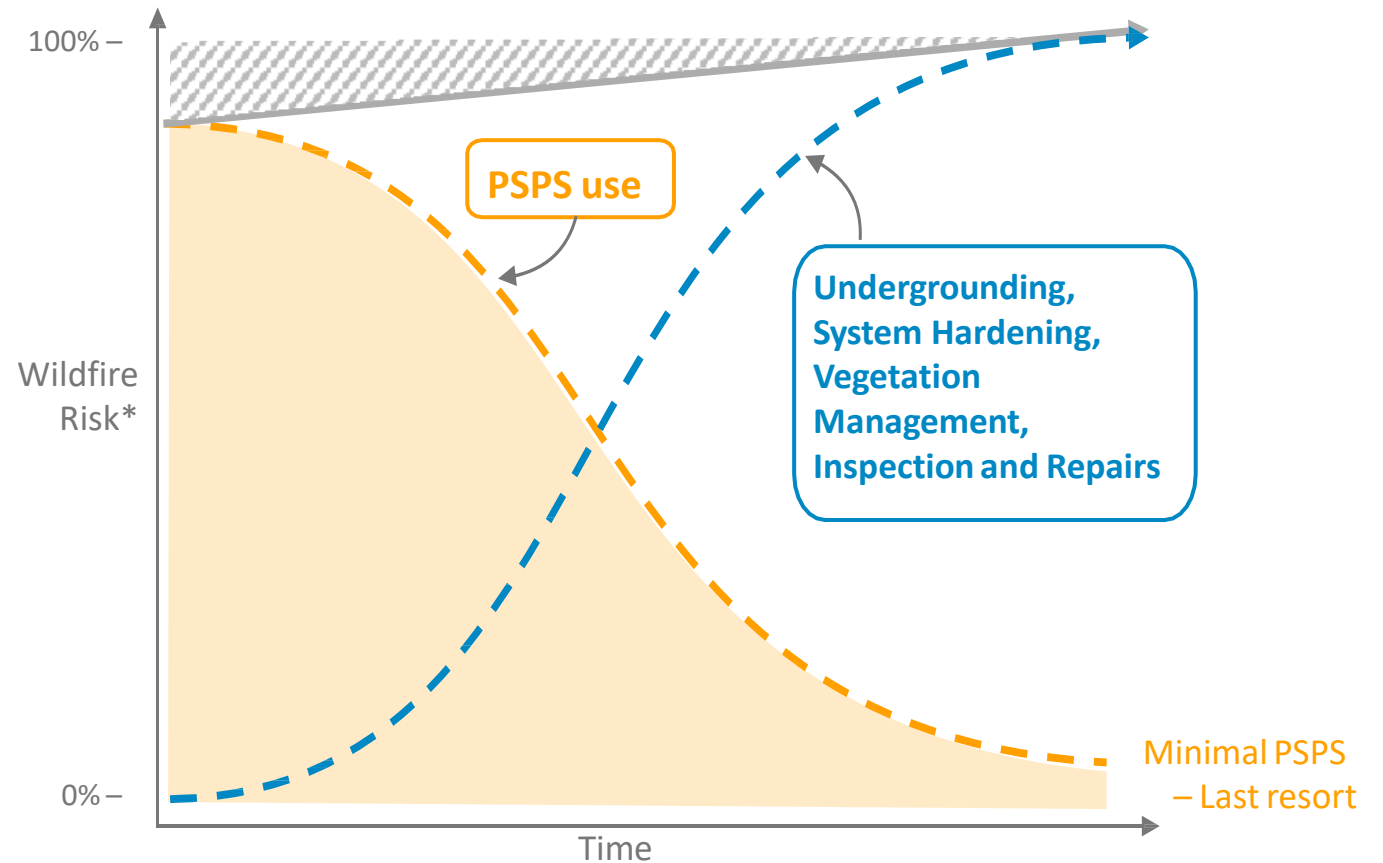 100% –
PSPS use
Undergrounding,
System Hardening,
Vegetation
Management,
Inspection and Repairs
Wildfire
Risk*
Minimal PSPS
– Last resort
0% –
Time